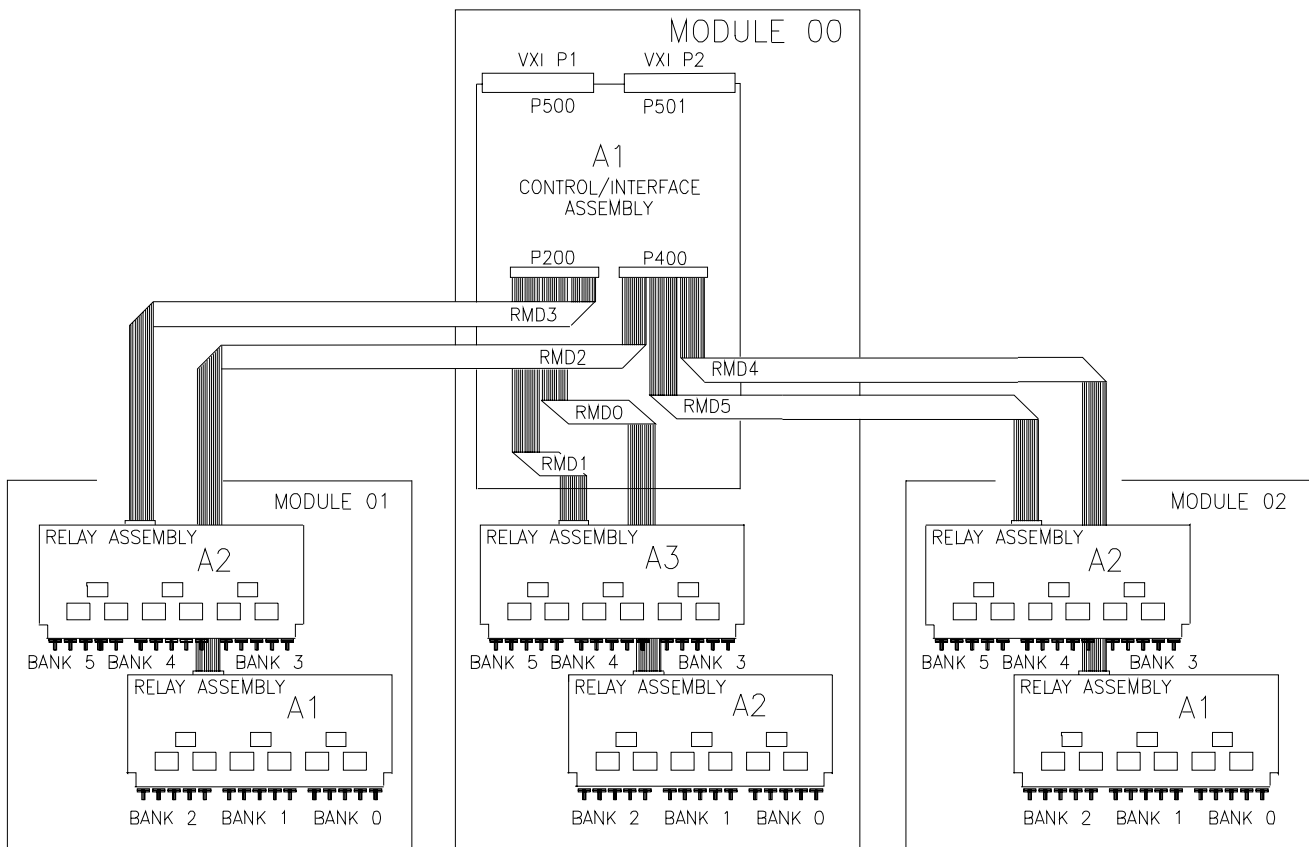 MODULE 00
VXI P1 VXI P2
P500 P501
A1
CONTROL/INTERFACE
ASSEMBLY
P200 P400
RMD3
RMD2
RMD4
RMD5
RMD0
RMD1
MODULE 01
RELAY ASSEMBLY
A2
BANK 5 BANK 4 BANK 3
RELAY ASSEMBLY
A1
BANK 2 BANK 1 BANK 0
RELAY ASSEMBLY
A3
BANK 5 BANK 4 BANK 3
RELAY ASSEMBLY
A2
BANK 2 BANK 1 BANK 0
MODULE 02
RELAY ASSEMBLY
A2
BANK 5 BANK 4 BANK 3
RELAY ASSEMBLY
A1
BANK 2 BANK 1 BANK 0